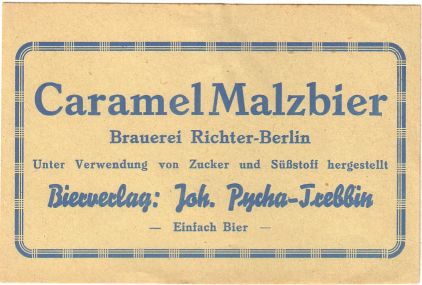 Caramel Malzbier
Brauerei Richter-Berlin
Unter Verwendung von Zucker und Süßstoff hergestellt
Bierverlag: Joh. Pycha-Trebbin
— Einfach Bier —